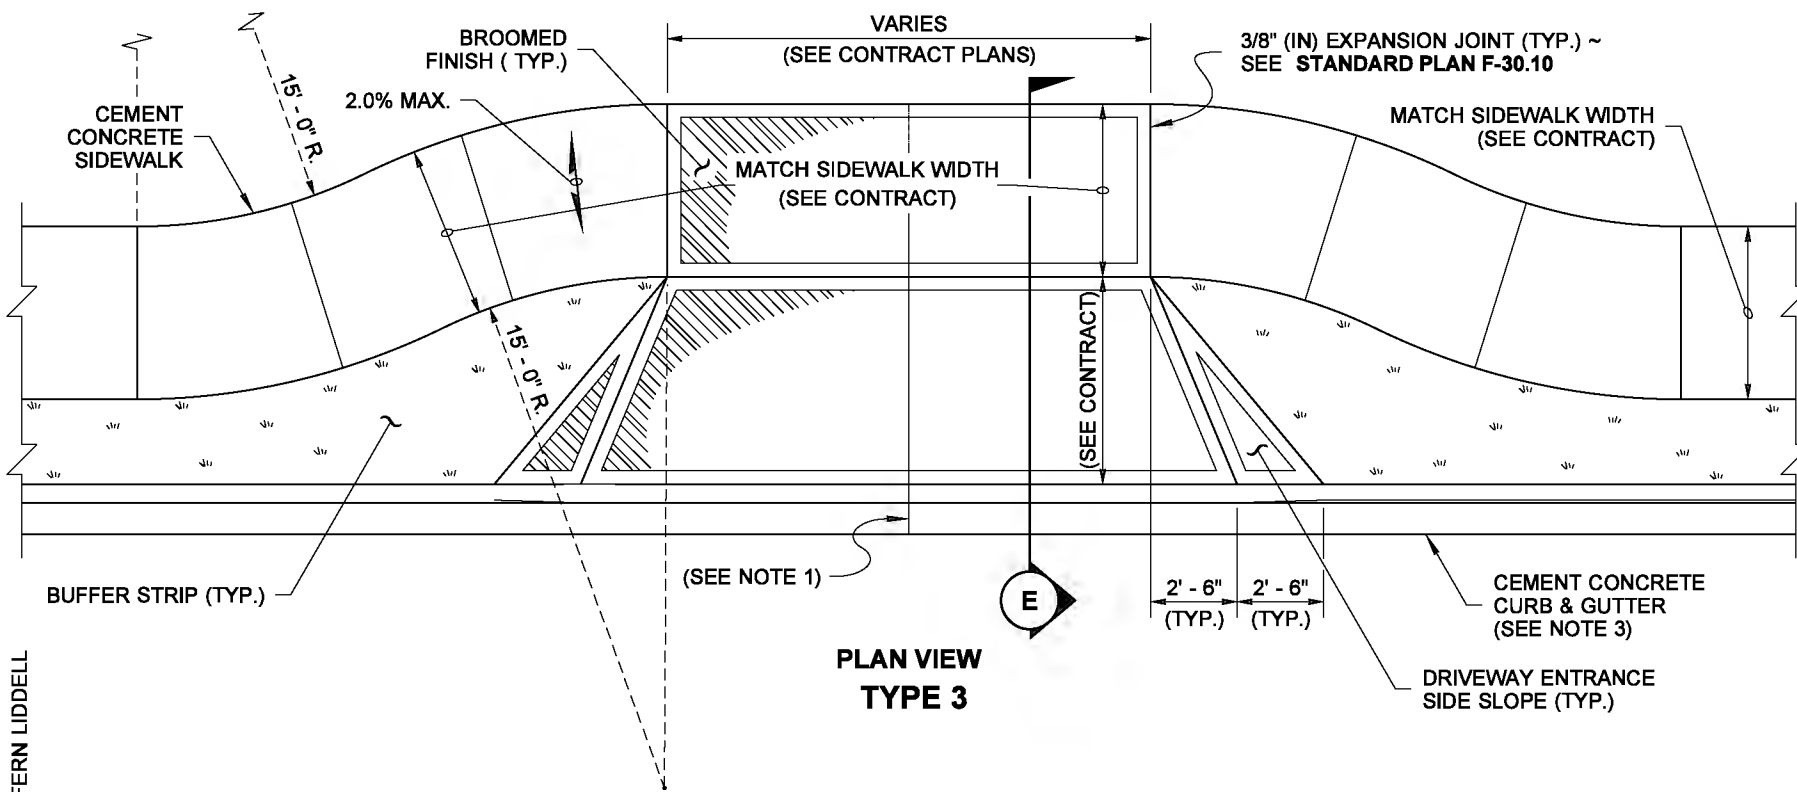 VARIES
(SEE CONTRACT PLANS)
BROOMED
FINISH ( TYP.)
3/8" (IN) EXPANSION JOINT (TYP.) ~
SEE STANDARD PLAN F-30.10
15' - 0" R.
2.0% MAX.
CEMENT
CONCRETE
SIDEWALK
MATCH SIDEWALK WIDTH
(SEE CONTRACT)
MATCH SIDEWALK WIDTH
(SEE CONTRACT)
15' - 0" R.
(SEE CONTRACT)
BUFFER STRIP (TYP.)
(SEE NOTE 1)
E
2' - 6"
(TYP.)
2' - 6"
(TYP.)
CEMENT CONCRETE
CURB & GUTTER
(SEE NOTE 3)
DRIVEWAY ENTRANCE
SIDE SLOPE (TYP.)
PLAN VIEW
TYPE 3
FERN LIDDELL